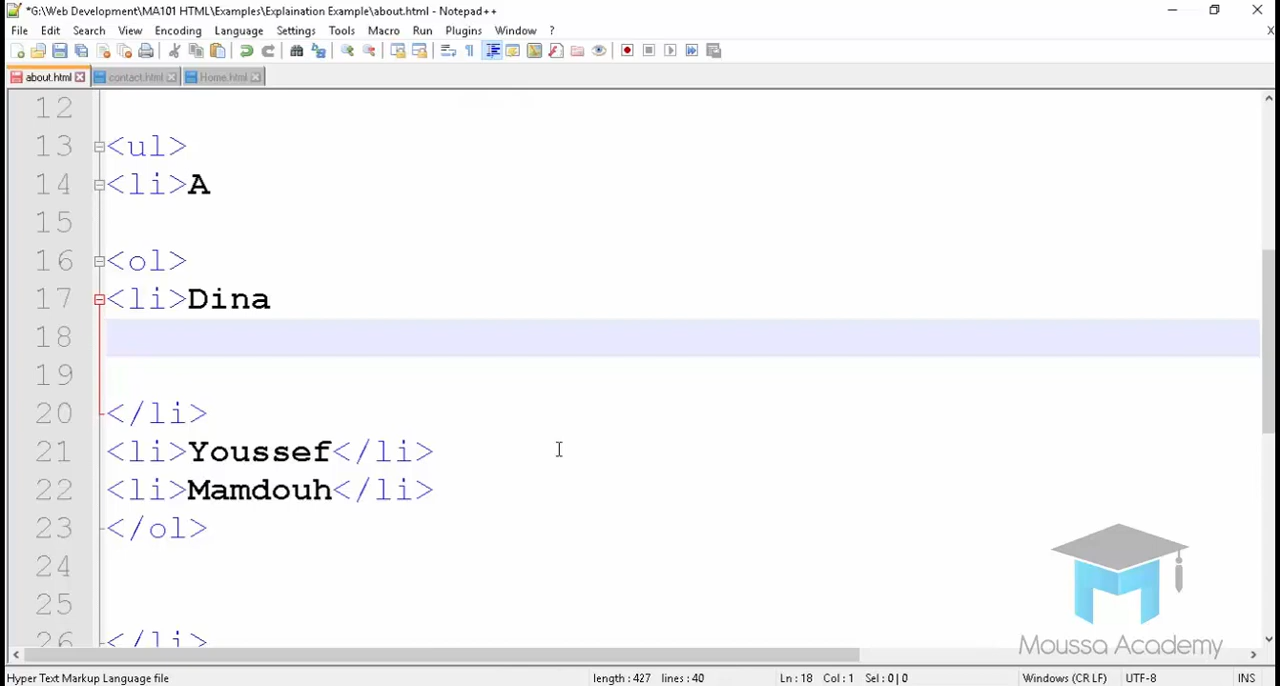 *G:\Web Development\MA101 HTML\Examples\Explaination Example\about.html - Notepad++
File Edit Search View Encoding Language Settings Tools Macro Run Plugins Window ?
X
about.html contact.html Home.html
12
13 <ul>
14 <li>A
15
16 <ol>
17 <li>Dina
18
19
20 </li>
21 <li>Youssef</li>
22 <li>Mamdouh</li>
23 </ol>
24
25
26 </li>
Moussa Academy
Hyper Text Markup Language file length : 427 lines : 40 Ln : 18 Col : 1 Sel : 0 | 0 Windows (CR LF) UTF-8 INS